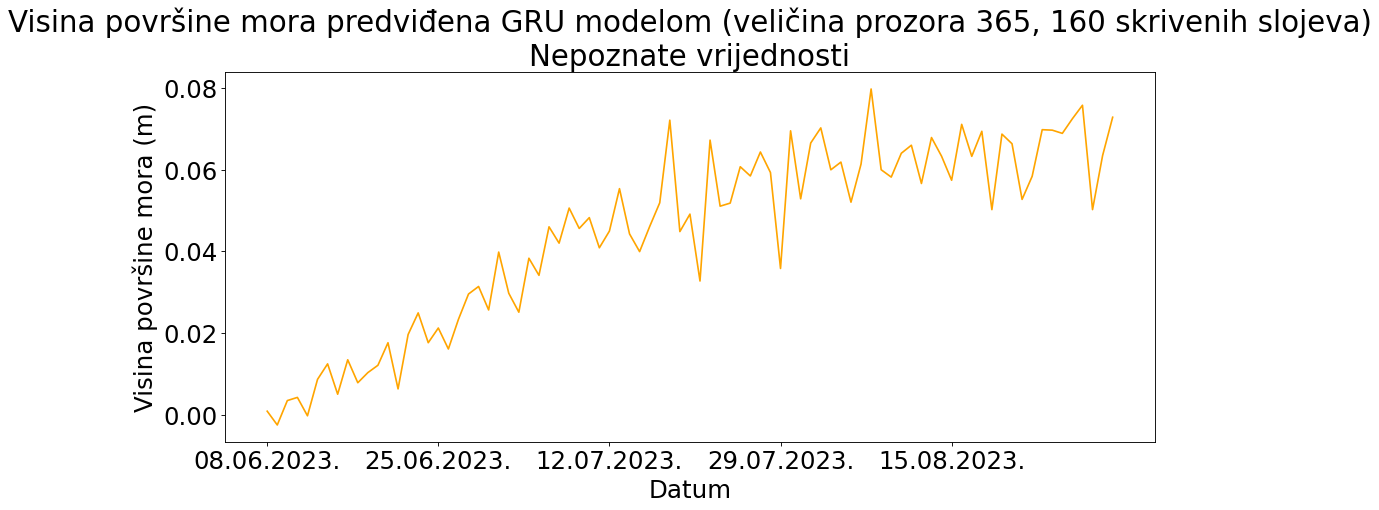 Visina površine mora predviđena GRU modelom (veličina prozora 365, 160 skrivenih slojeva)
Nepoznate vrijednosti
Visina površine mora (m)
0.08
0.06
0.04
0.02
0.00
08.06.2023. 25.06.2023. 12.07.2023. 29.07.2023. 15.08.2023.
Datum